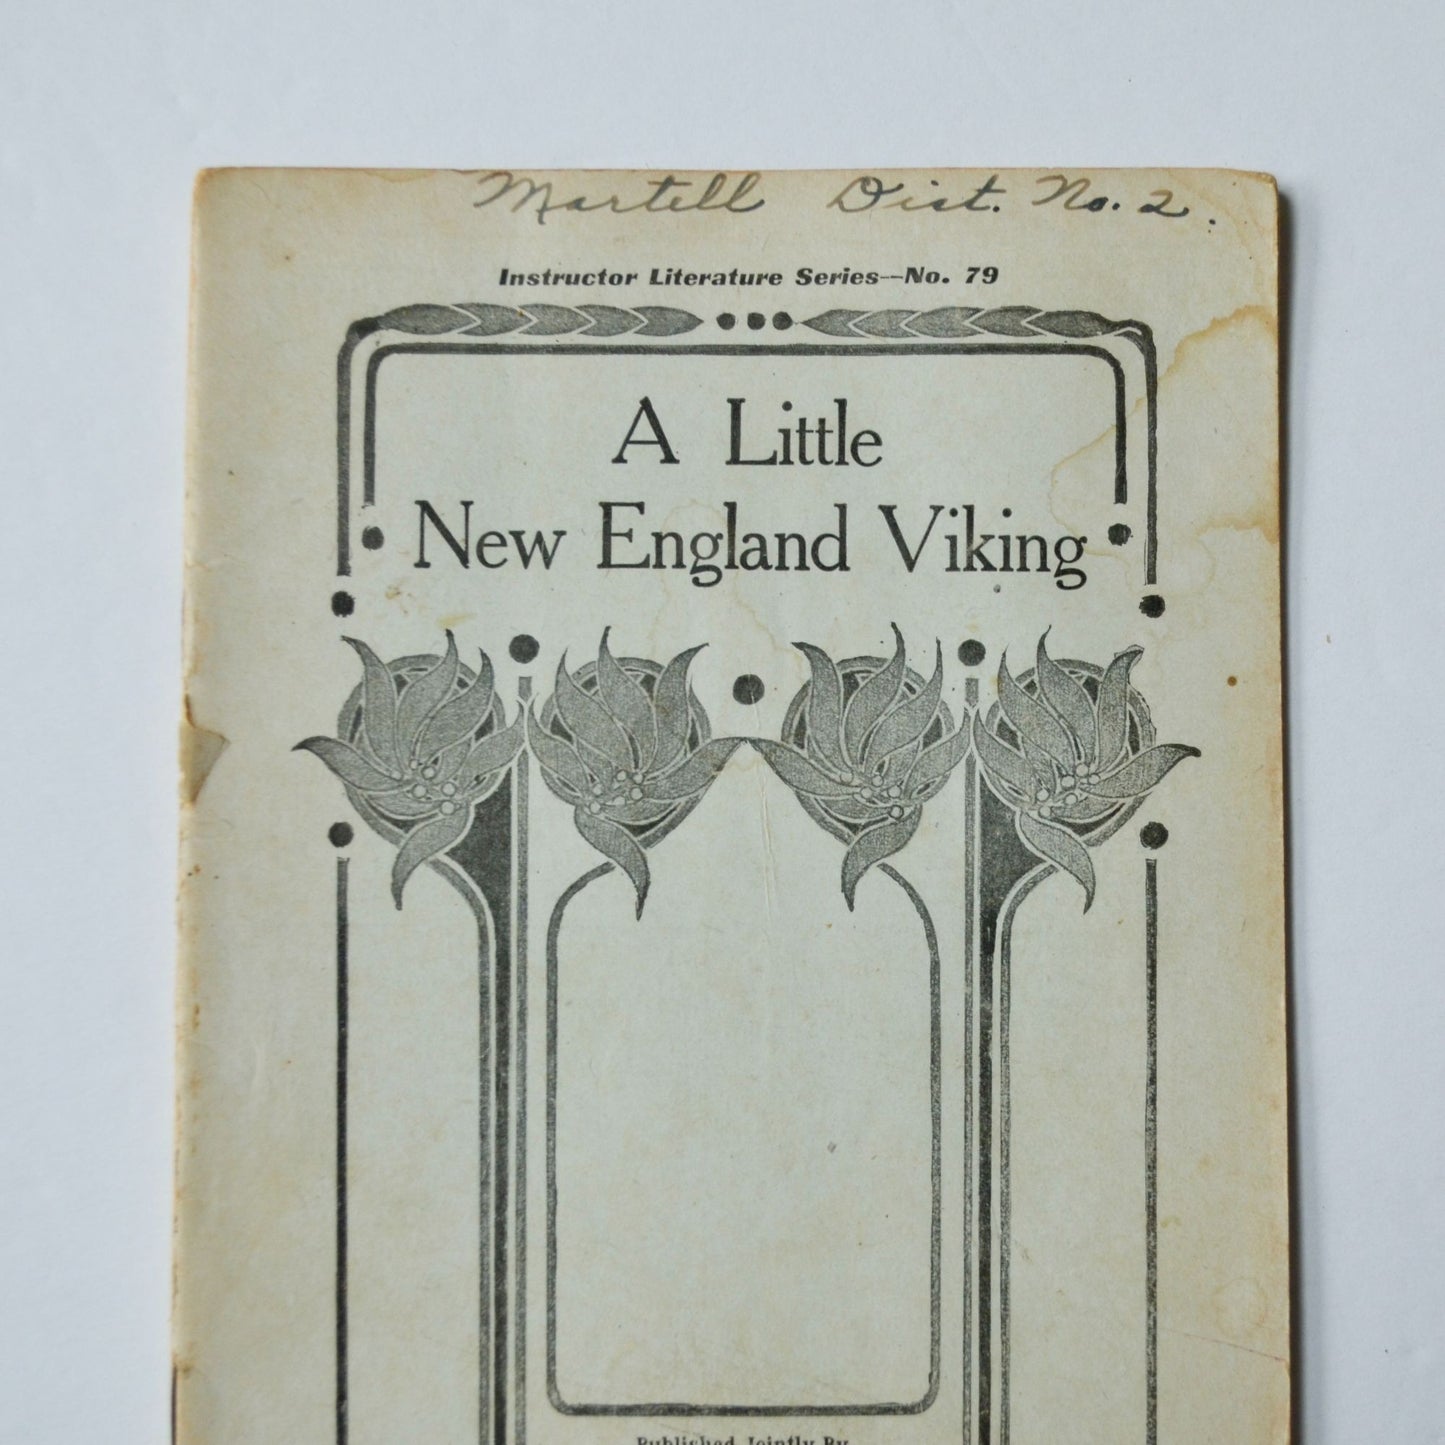 Martell Dist. No. 2.
Instructor Literature Series—No. 79
A Little
New England Viking
Published Jointly By